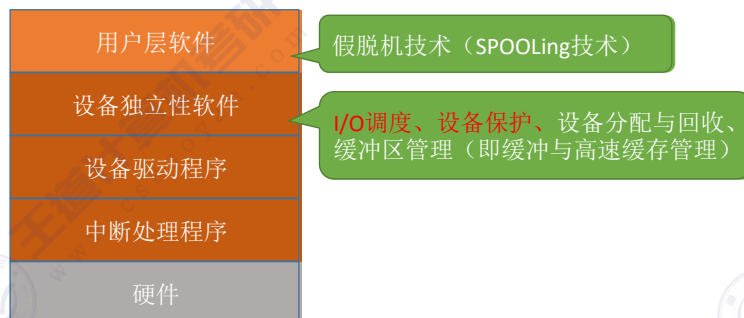 用户层软件
假脱机技术（SPOOLing技术）
设备独立性软件
I/O调度、设备保护、设备分配与回收、
缓冲区管理（即缓冲与高速缓存管理）
设备驱动程序
中断处理程序
硬件